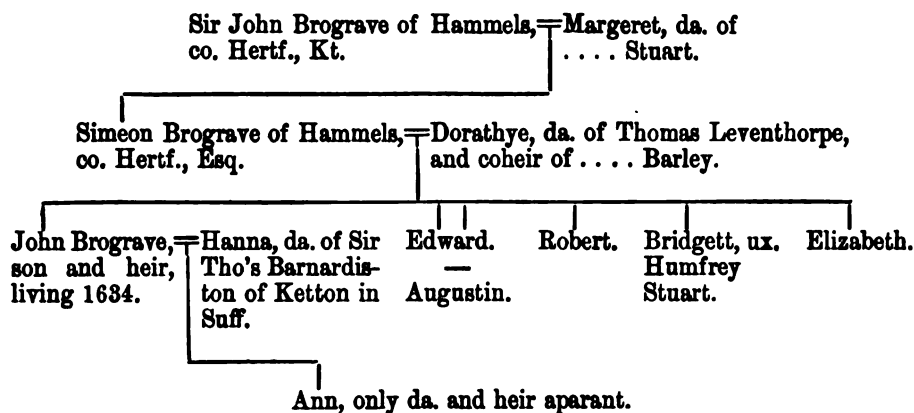 Sir John Brograve of Hammels,=Margeret, da. of
co. Hertf., Kt.
. . . . Stuart.
Simeon Brograve of Hammels,=Dorathye, da. of Thomas Leventhorpe,
co. Hertf., Esq.
and coheir of . . . . Barley.
John Brograve,=
son and heir,
living 1634.
Hanna, da. of Sir
Tho's Barnardis-
ton of Ketton in
Suff.
Edward.
—
Augustin.
Robert.
Bridgett, ux.
Humfrey
Stuart.
Elizabeth.
Ann, only da. and heir aparant.